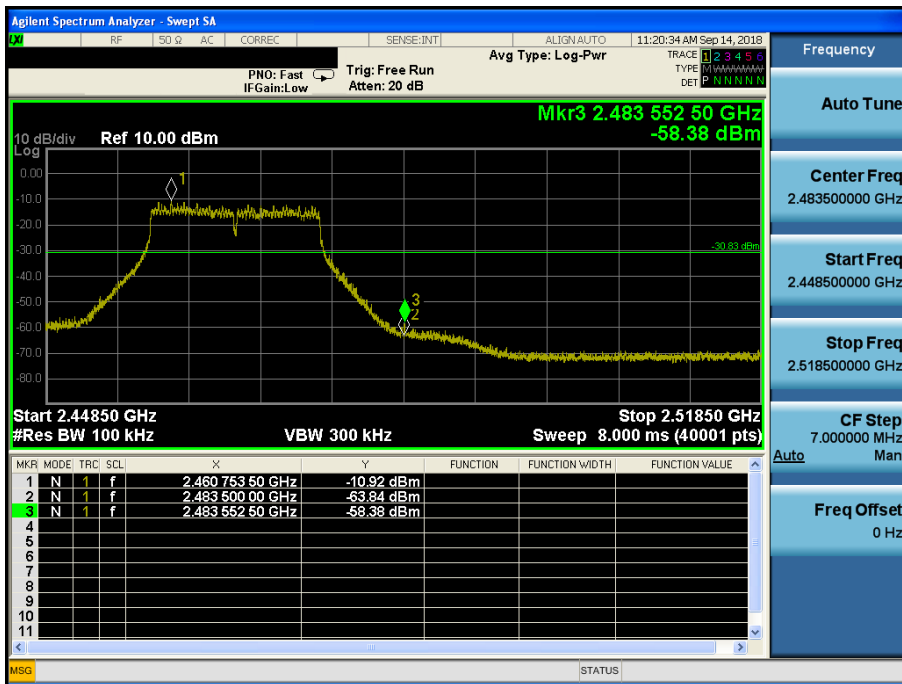 Agilent Spectrum Analyzer - Swept SA
LXI RF 50 Ω AC CORREC SENSE:INT ALIGN AUTO 11:20:34 AM Sep 14, 2018
Avg Type: Log-Pwr TRACE 1 2 3 4 5 6
PNO: Fast Trig: Free Run TYPE MWWWWW
IFGain:Low Atten: 20 dB DET P N N N N N
Mkr3 2.483 552 50 GHz
-58.38 dBm
10 dB/div Ref 10.00 dBm
Log
0.00
1
-10.0
-20.0
-30.0
-30.83 dBm
-40.0
-50.0
3
2
-60.0
-70.0
-80.0
Start 2.44850 GHz Stop 2.51850 GHz
#Res BW 100 kHz VBW 300 kHz Sweep 8.000 ms (40001 pts)
MKR MODE TRC SCL X Y FUNCTION FUNCTION WIDTH FUNCTION VALUE
1 N 1 f 2.460 753 50 GHz -10.92 dBm
2 N 1 f 2.483 500 00 GHz -63.84 dBm
3 N 1 f 2.483 552 50 GHz -58.38 dBm
4
5
6
7
8
9
10
11
MSG STATUS
Frequency
Auto Tune
Center Freq
2.483500000 GHz
Start Freq
2.448500000 GHz
Stop Freq
2.518500000 GHz
CF Step
7.000000 MHz
Auto Man
Freq Offset
0 Hz